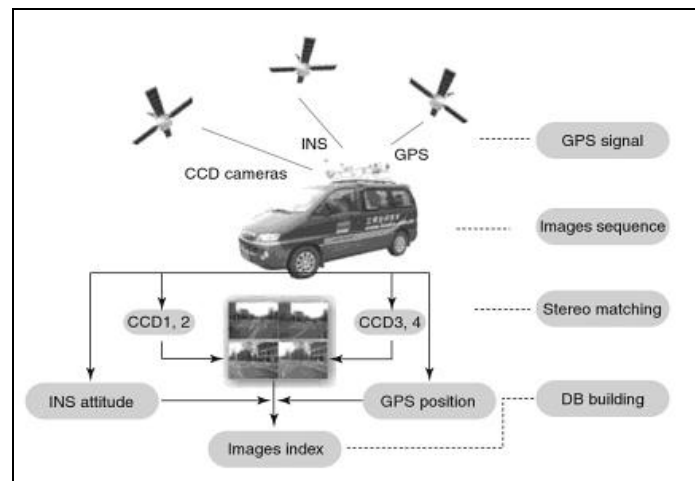 GPS signal
INS
GPS
CCD cameras
Images sequence
CCD1, 2
CCD3, 4
Stereo matching
INS attitude
GPS position
DB building
Images index